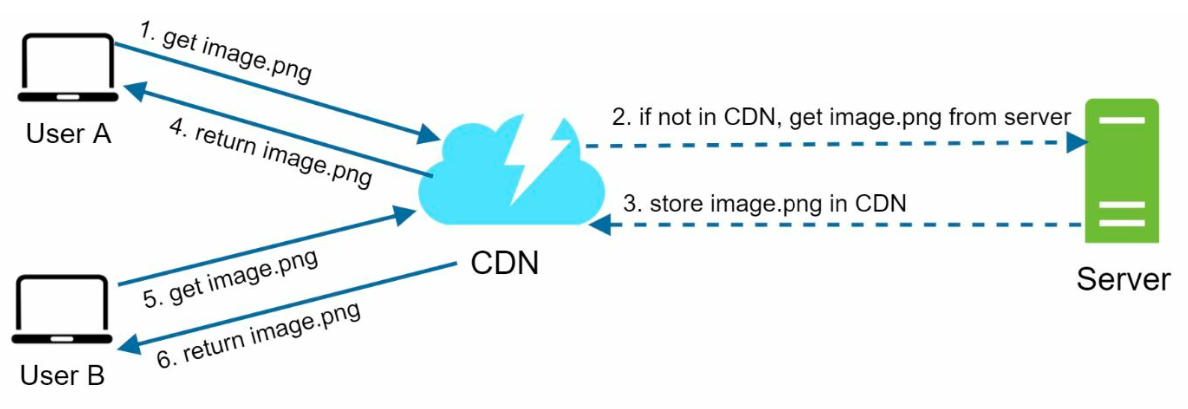 1. get image.png
User A
4. return image.png
2. if not in CDN, get image.png from server
3. store image.png in CDN
CDN
Server
5. get image.png
6. return image.png
User B